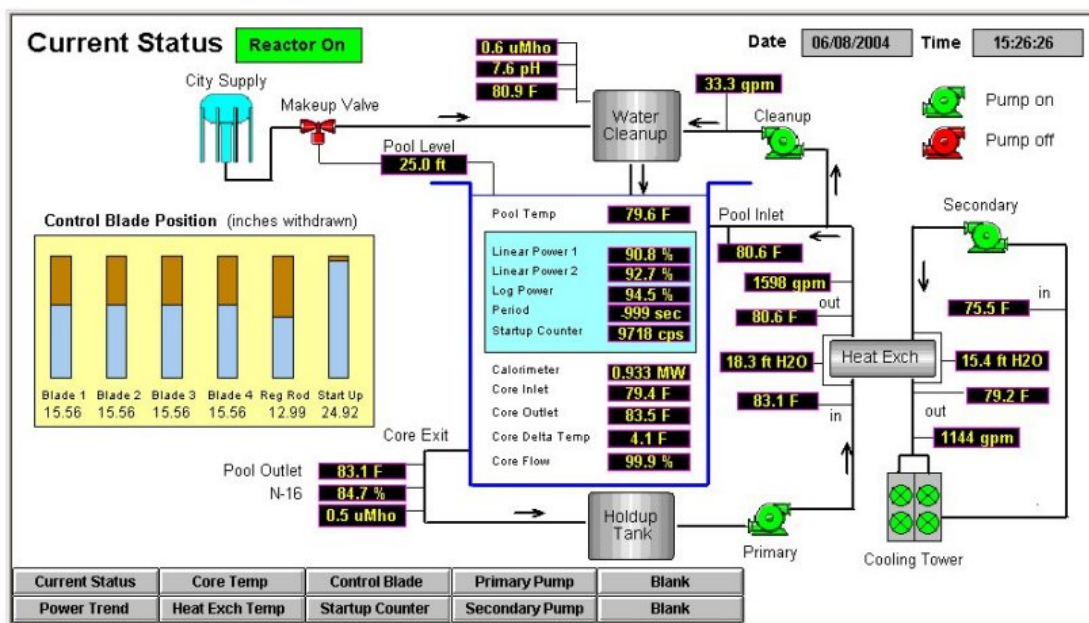 Current Status
Reactor On
Date 06/08/2004 Time 15:26:26
0.6 uMho
7.6 pH
80.9 F
City Supply
Makeup Valve
Water Cleanup
33.3 gpm
Cleanup
Pump on
Pump off
Pool Level
25.0 ft
Control Blade Position (inches withdrawn)
Blade 1 Blade 2 Blade 3 Blade 4 Reg Rod Start Up
15.56 15.56 15.56 15.56 12.99 24.92
Pool Temp 79.6 F
Linear Power 1 90.8 %
Linear Power 2 92.7 %
Log Power 94.5 %
Period -999 sec
Startup Counter 9718 cps
Calorimeter 0.933 MW
Core Inlet 79.4 F
Core Outlet 83.5 F
Core Delta Temp 4.1 F
Core Flow 99.9 %
Pool Inlet
80.6 F
1598 gpm
out
80.6 F
18.3 ft H2O
Heat Exch
15.4 ft H2O
83.1 F
in
Secondary
in
75.5 F
79.2 F
out
1144 gpm
Cooling Tower
Core Exit
Pool Outlet 83.1 F
N-16 84.7 %
0.5 uMho
Holdup Tank
Primary
Current Status Core Temp Control Blade Primary Pump Blank
Power Trend Heat Exch Temp Startup Counter Secondary Pump Blank